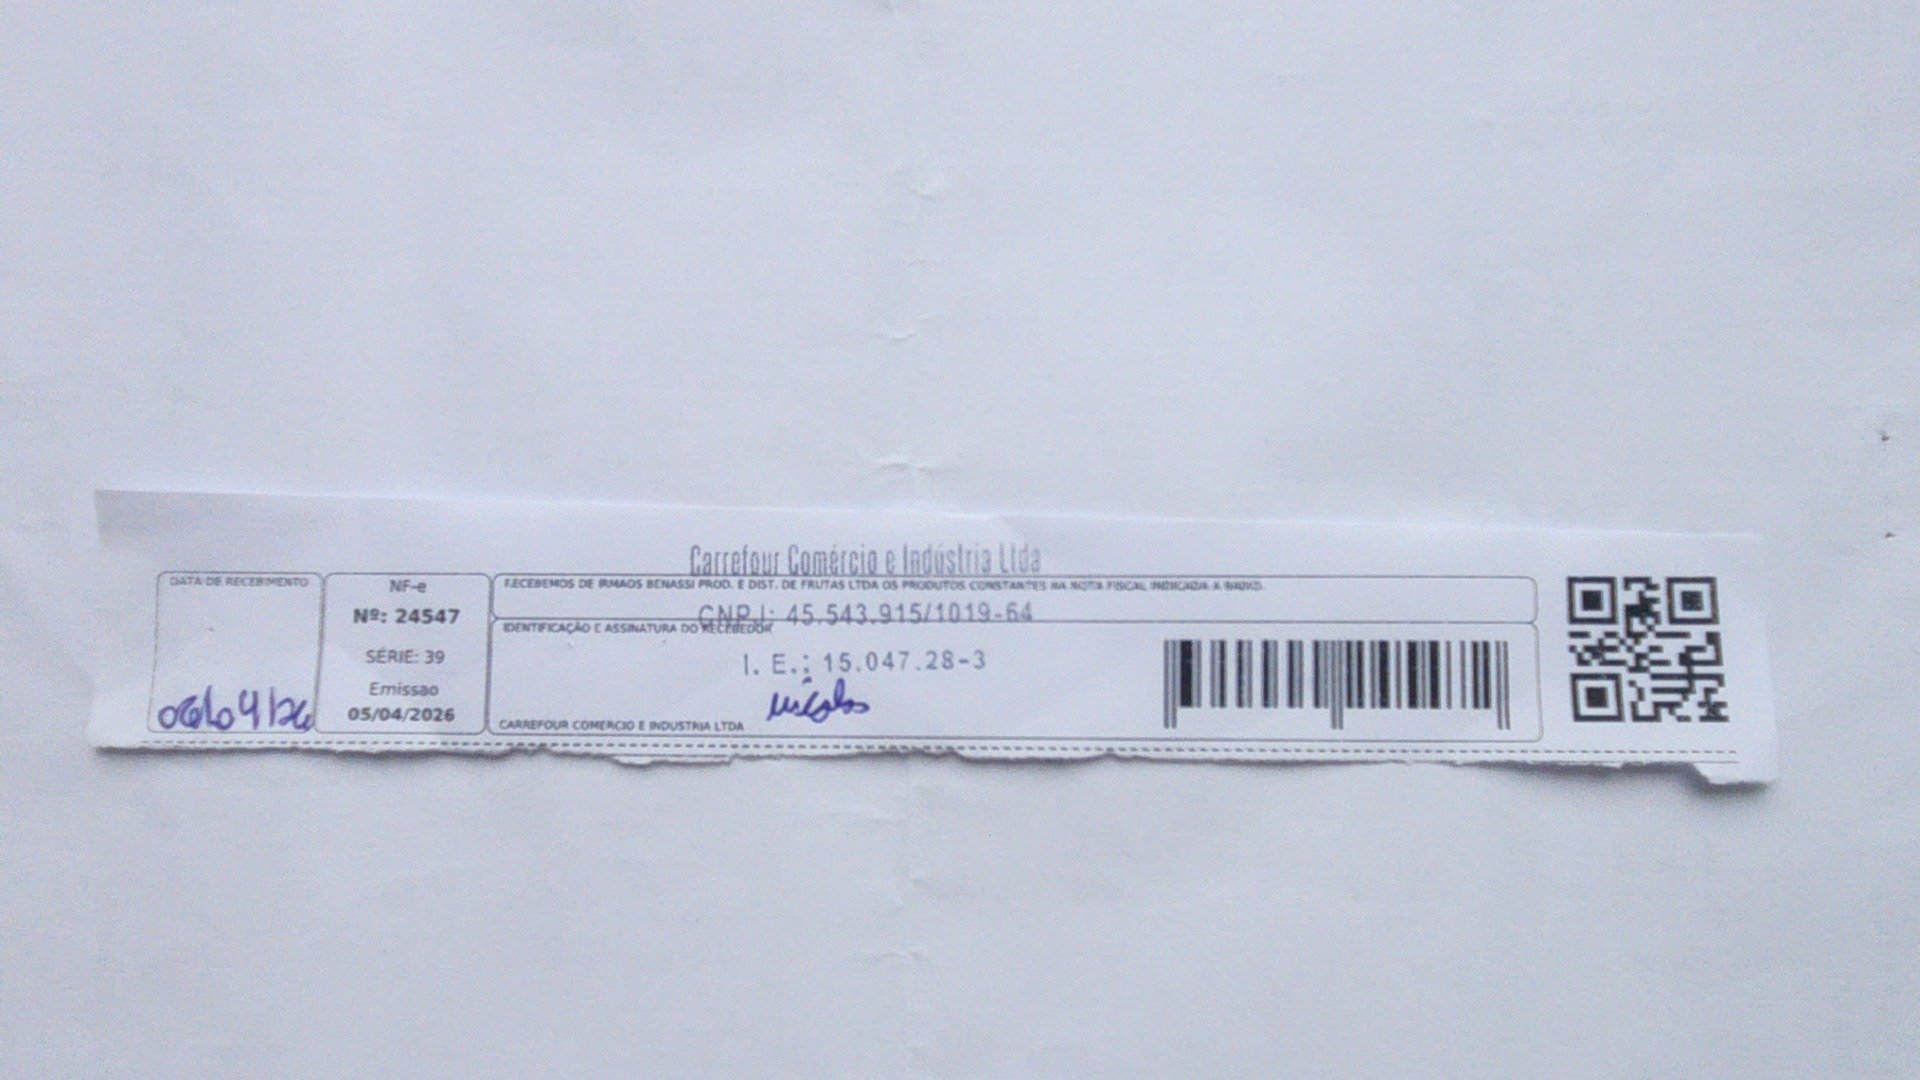 Carrefour Comércio e Indústria Ltda
DATA DE RECEBIMENTO
06/04/26
NF-e
Nº: 24547
SÉRIE: 39
Emissao
05/04/2026
RECEBEMOS DE IRMAOS BENASSI PROD. E DIST. DE FRUTAS LTDA OS PRODUTOS CONSTANTES NA NOTA FISCAL INDICADA A BAIXO.
CNPJ: 45.543.915/1019-64
IDENTIFICAÇÃO E ASSINATURA DO RECEBEDOR
I. E.: 15.047.28-3
nicolas
CARREFOUR COMERCIO E INDUSTRIA LTDA